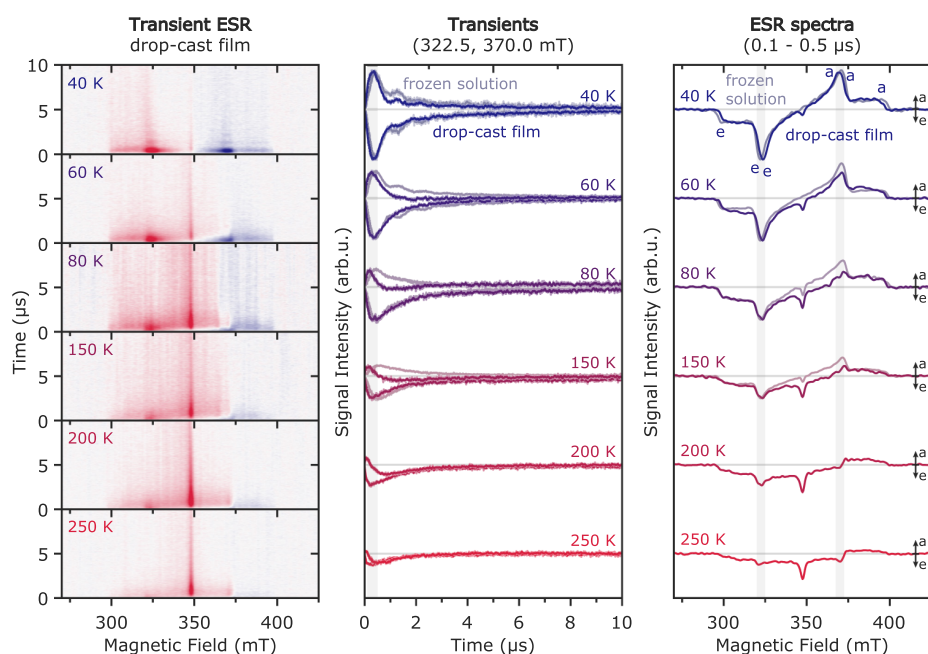 Transient ESR
drop-cast film
Transients
(322.5, 370.0 mT)
ESR spectra
(0.1 - 0.5 µs)
Time (µs)
10
5
0
5
0
5
0
5
0
5
0
5
0
40 K
60 K
80 K
150 K
200 K
250 K
300
350
400
Magnetic Field (mT)
Signal Intensity (arb.u.)
frozen solution
40 K
drop-cast film
60 K
80 K
150 K
200 K
250 K
0
2
4
6
8
10
Time (µs)
Signal Intensity (arb.u.)
40 K
frozen
solution
a
a
a
e
e
e
drop-cast film
a
e
60 K
a
e
80 K
a
e
150 K
a
e
200 K
a
e
250 K
a
e
300
350
400
Magnetic Field (mT)